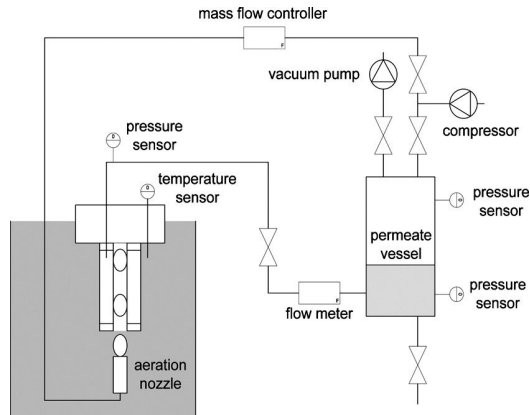 mass flow controller
F
vacuum pump
compressor
pressure
sensor
temperature
sensor
pressure
sensor
permeate
vessel
pressure
sensor
F
flow meter
aeration
nozzle